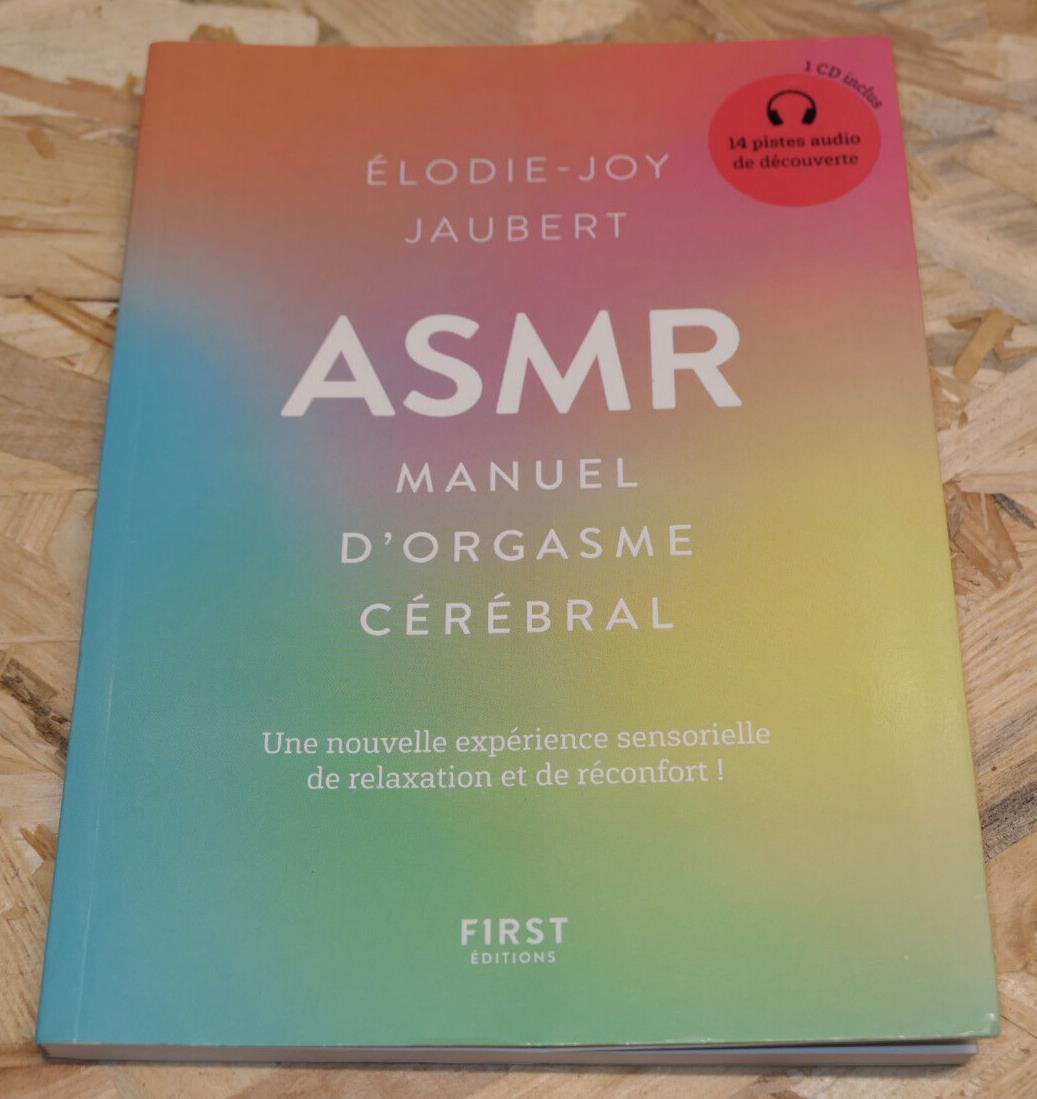 1 CD inclus
14 pistes audio
de découverte
ÉLODIE-JOY
JAUBERT
ASMR
MANUEL
D'ORGASME
CÉRÉBRAL
Une nouvelle expérience sensorielle
de relaxation et de réconfort !
F1RST
ÉDITIONS